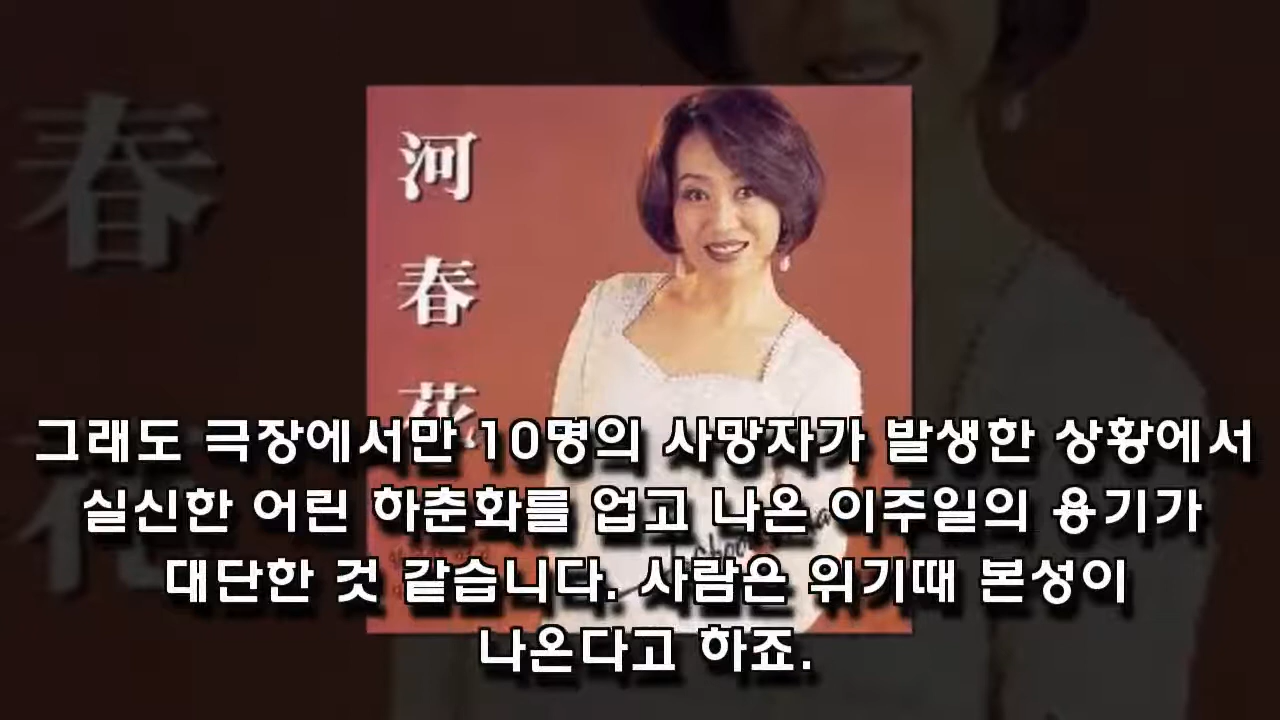 河
春
花
그래도 극장에서만 10명의 사망자가 발생한 상황에서
실신한 어린 하춘화를 업고 나온 이주일의 용기가
대단한 것 같습니다. 사람은 위기때 본성이
나온다고 하죠.